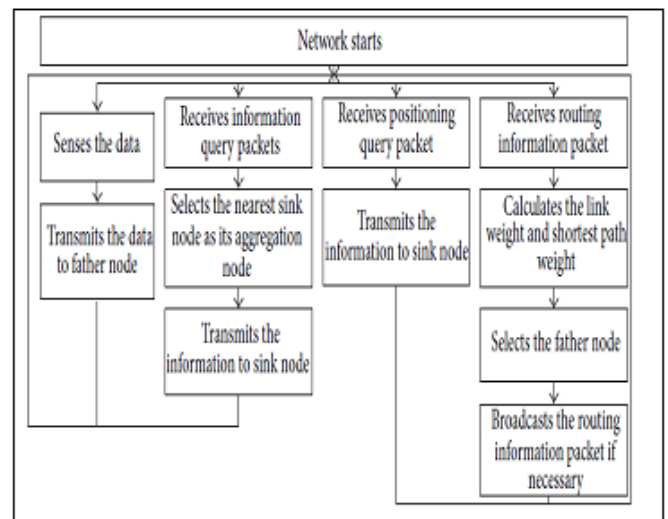 Network starts
Senses the data
Transmits the data
to father node
Receives information
query packets
Selects the nearest sink
node as its aggregation
node
Transmits the
information to sink node
Receives positioning
query packet
Transmits the
information to sink node
Receives routing
information packet
Calculates the link
weight and shortest path
weight
Selects the father node
Broadcasts the routing
information packet if
necessary